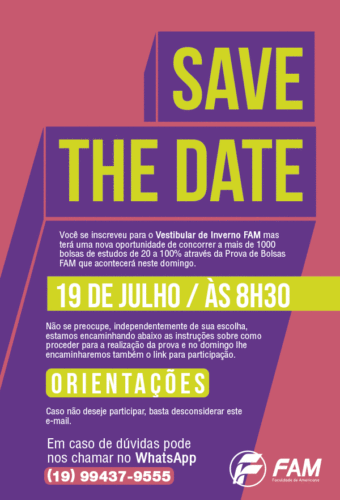 SAVE
THE DATE
Você se inscreveu para o Vestibular de Inverno FAM mas
terá uma nova oportunidade de concorrer a mais de 1000
bolsas de estudos de 20 a 100% através da Prova de Bolsas
FAM que acontecerá neste domingo.
19 DE JULHO / ÀS 8H30
Não se preocupe, independentemente de sua escolha,
estamos encaminhando abaixo as instruções sobre como
proceder para a realização da prova e no domingo lhe
encaminharemos também o link para participação.
ORIENTAÇÕES
Caso não deseje participar, basta desconsiderar este
e-mail.
Em caso de dúvidas pode
nos chamar no WhatsApp
(19) 99437-9555
FAM
Faculdade de Americana